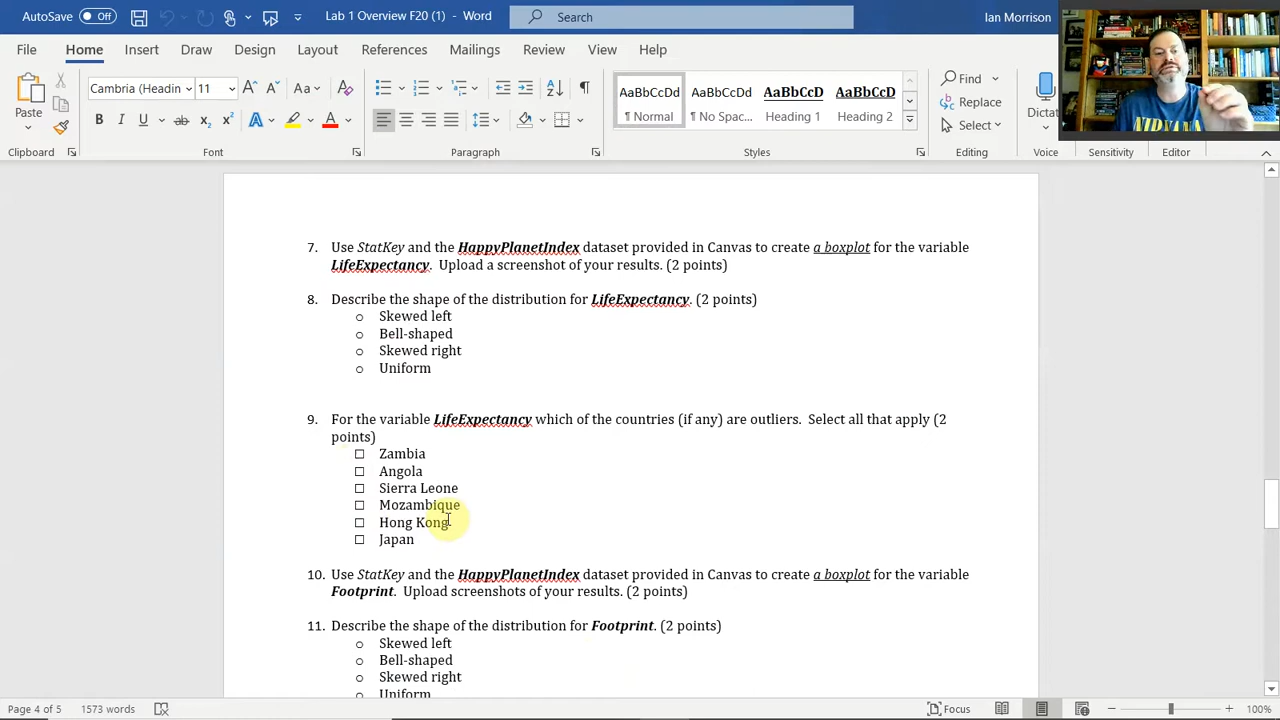 AutoSave Off
Lab 1 Overview F20 (1) - Word
Search
Ian Morrison
File Home Insert Draw Design Layout References Mailings Review View Help
Paste
Clipboard
Cambria (Headin 11
Aa
B I U ab x₂ x² A A
Font
Paragraph
AaBbCcDd AaBbCcDd AaBbCcD AaBbCcD
¶ Normal ¶ No Spac... Heading 1 Heading 2
Styles
Find
Replace
Select
Editing
Dictat
Voice
Sensitivity
Editor
NIRVANA
7. Use StatKey and the HappyPlanetIndex dataset provided in Canvas to create a boxplot for the variable
LifeExpectancy. Upload a screenshot of your results. (2 points)
8. Describe the shape of the distribution for LifeExpectancy. (2 points)
o Skewed left
o Bell-shaped
o Skewed right
o Uniform
9. For the variable LifeExpectancy which of the countries (if any) are outliers. Select all that apply (2
points)
☐ Zambia
☐ Angola
☐ Sierra Leone
☐ Mozambique
☐ Hong Kong
☐ Japan
10. Use StatKey and the HappyPlanetIndex dataset provided in Canvas to create a boxplot for the variable
Footprint. Upload screenshots of your results. (2 points)
11. Describe the shape of the distribution for Footprint. (2 points)
o Skewed left
o Bell-shaped
o Skewed right
o Uniform
Page 4 of 5 1573 words
Focus
100%